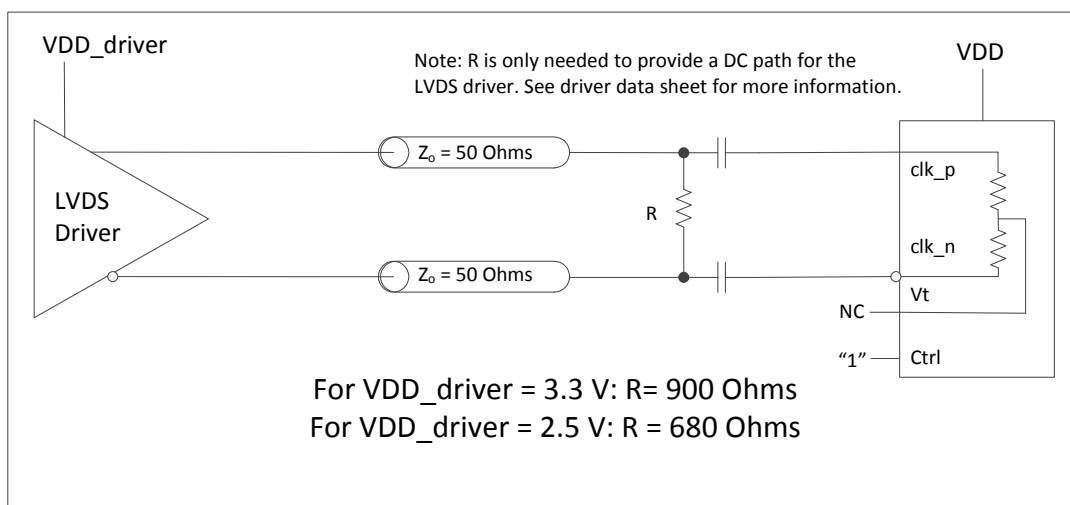 VDD_driver
Note: R is only needed to provide a DC path for the
LVDS driver. See driver data sheet for more information.
VDD
Zo = 50 Ohms
clk_p
LVDS
Driver
R
clk_n
Zo = 50 Ohms
Vt
NC
“1”
Ctrl
For VDD_driver = 3.3 V: R= 900 Ohms
For VDD_driver = 2.5 V: R = 680 Ohms